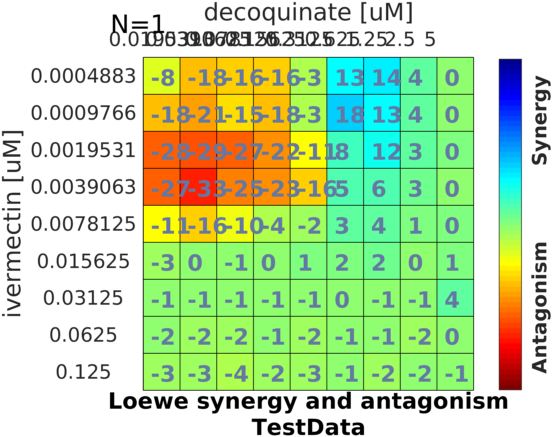 decoquinate [uM]
N=1
1.25 2.5 5
0.0004883 -8 -18 -16 -16 -3 13 14 4 0
0.0009766 -18 -21 -15 -18 -3 18 13 4 0
0.0019531 -28 -29 -27 -22 -11 8 12 3 0
0.0039063 -27 -33 -25 -23 -16 5 6 3 0
0.0078125 -11 -16 -10 -4 -2 3 4 1 0
0.015625 -3 0 -1 0 1 2 2 0 1
0.03125 -1 -1 -1 -1 -1 0 -1 -1 4
0.0625 -2 -2 -2 -1 -2 -1 -1 -2 0
0.125 -3 -3 -4 -2 -3 -1 -2 -2 -1
ivermectin [uM]
Synergy
Antagonism
Loewe synergy and antagonism
TestData